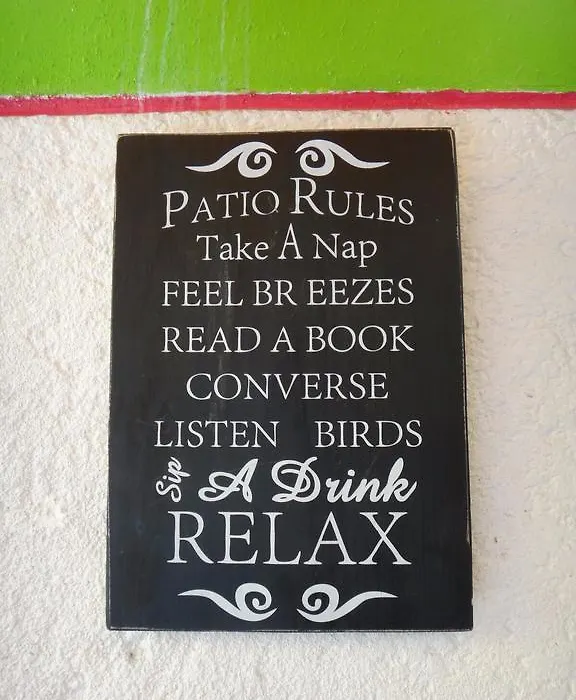 PATIO RULES
Take A Nap
FEEL BR EEZES
READ A BOOK
CONVERSE
LISTEN BIRDS
Sip A Drink
RELAX